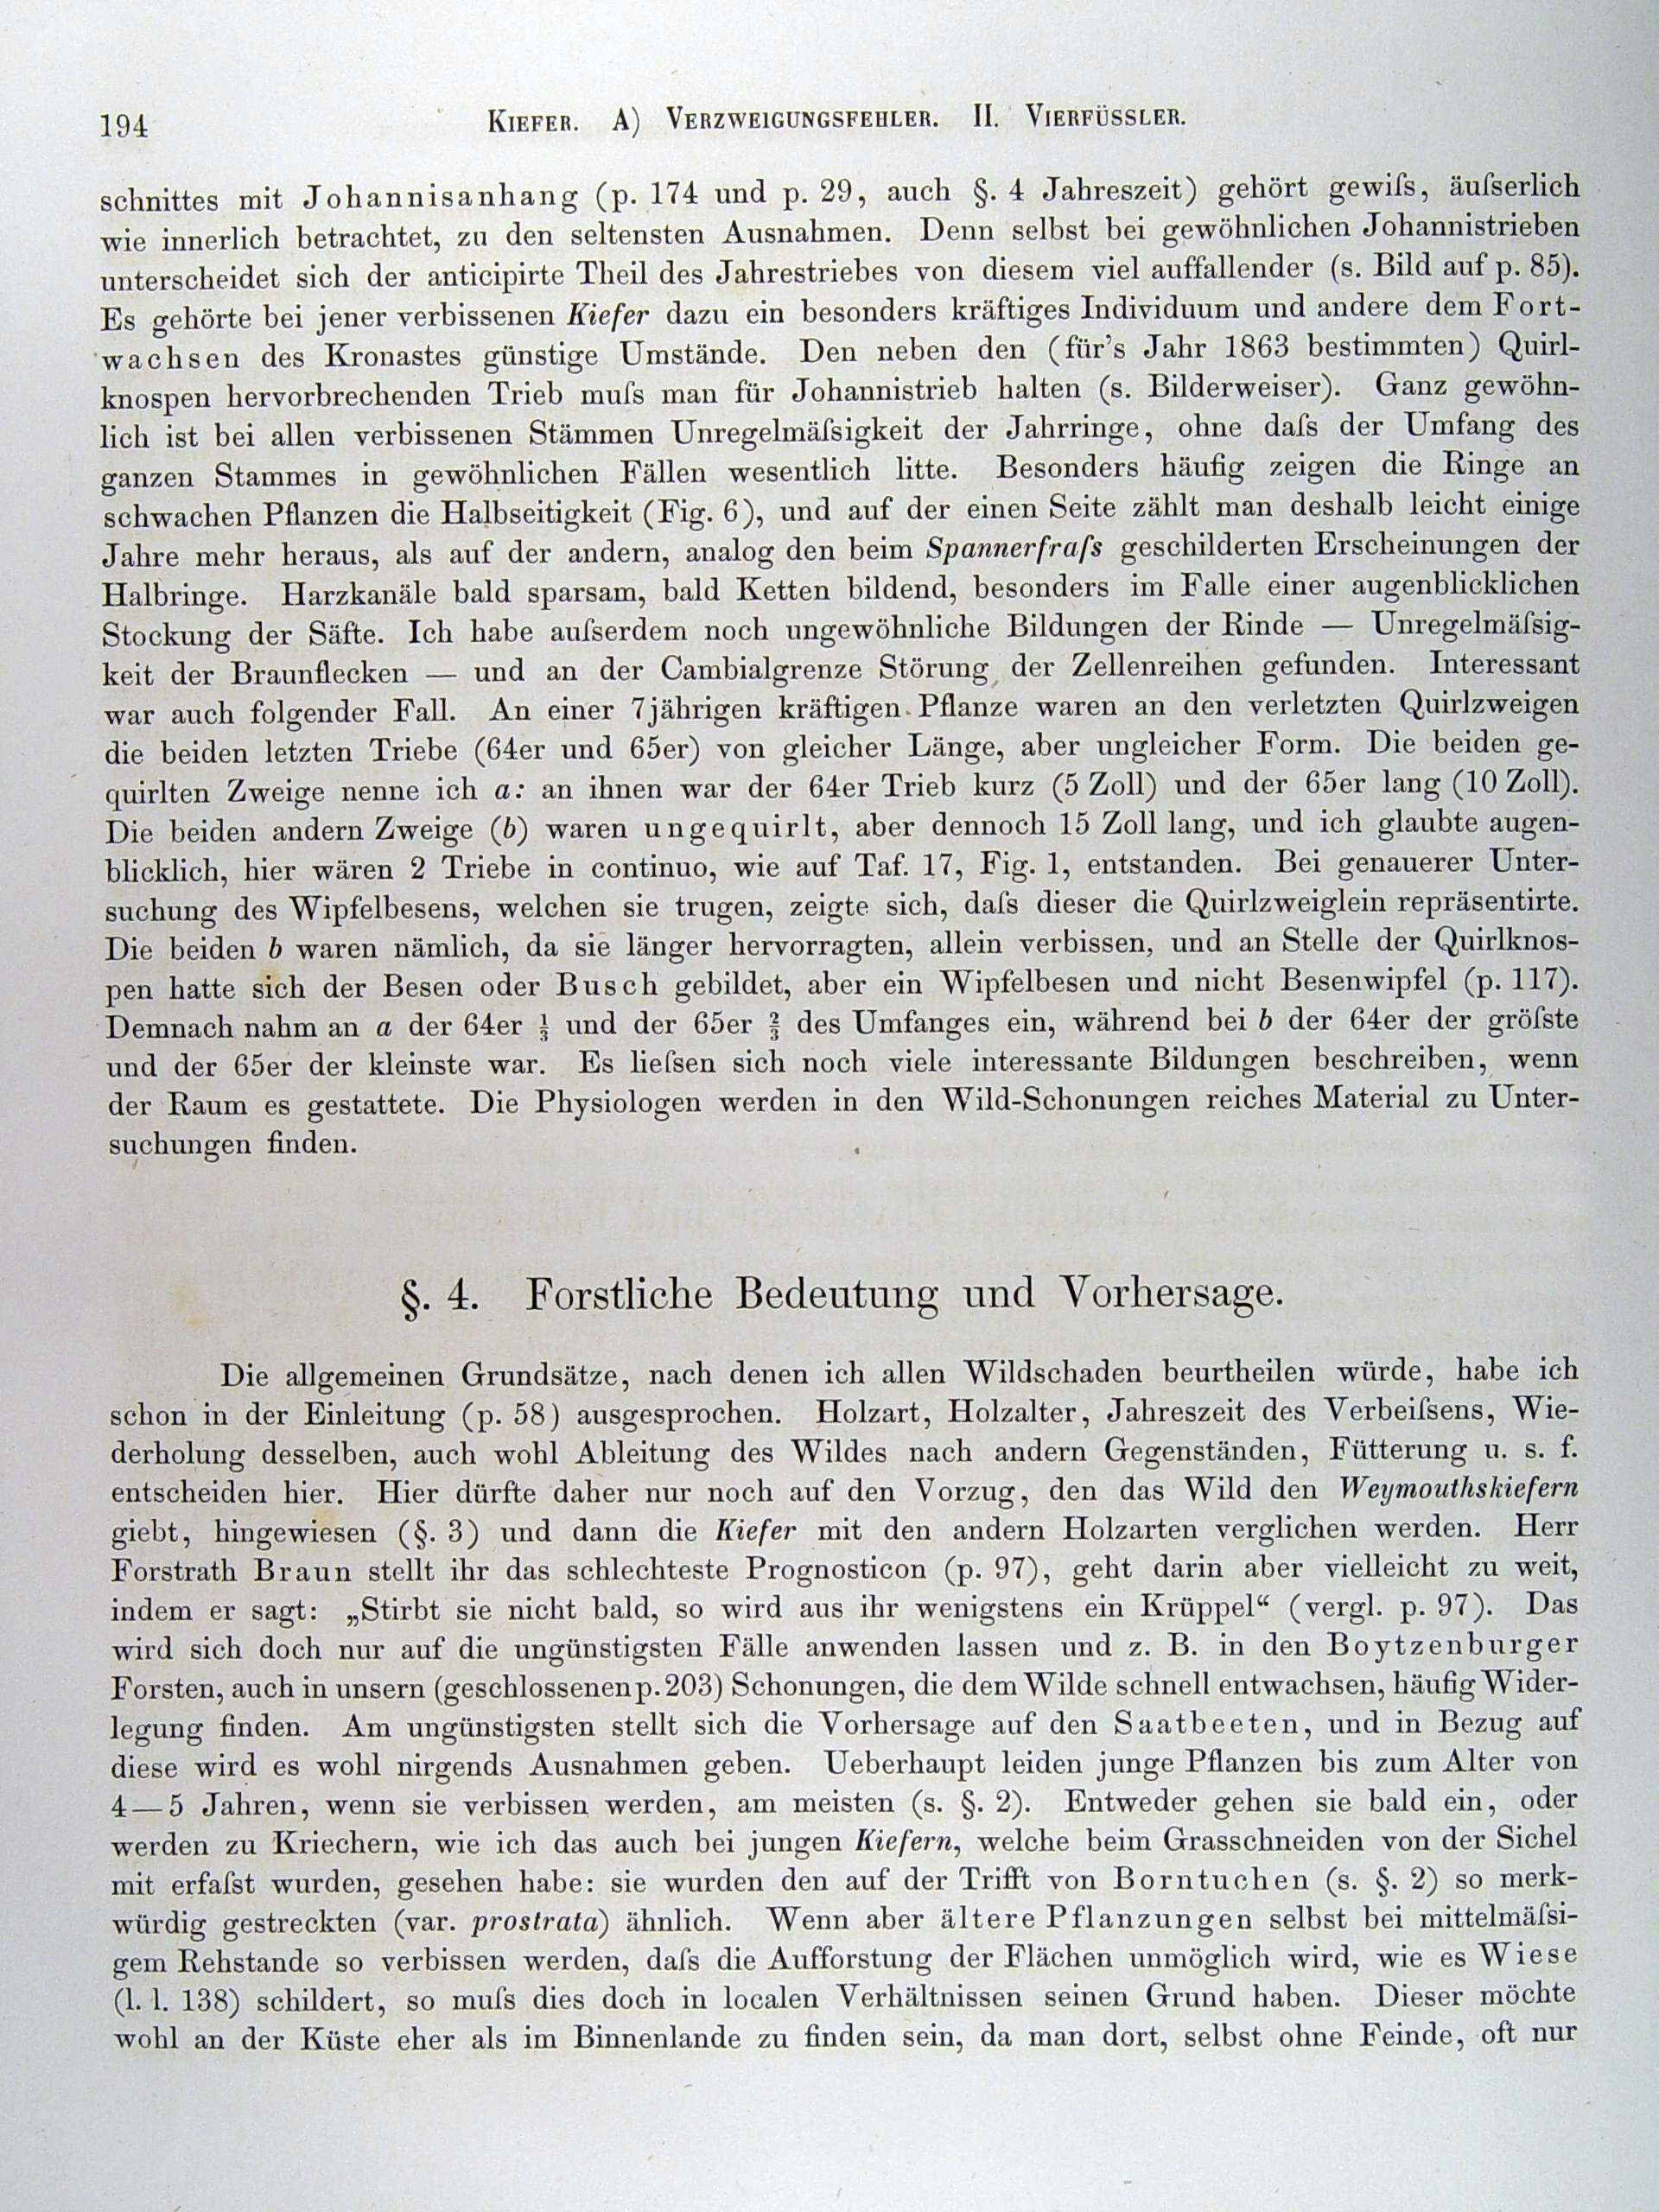 194 KIEFER. A) VERZWEIGUNGSFEHLER. II. VIERFÜSSLER.
schnittes mit Johannisanhang (p. 174 und p. 29, auch §. 4 Jahreszeit) gehört gewiſs, äuſserlich
wie innerlich betrachtet, zu den seltensten Ausnahmen. Denn selbst bei gewöhnlichen Johannistrieben
unterscheidet sich der anticipirte Theil des Jahrestriebes von diesem viel auffallender (s. Bild auf p. 85).
Es gehörte bei jener verbissenen Kiefer dazu ein besonders kräftiges Individuum und andere dem Fort-
wachsen des Kronastes günstige Umstände. Den neben den (für's Jahr 1863 bestimmten) Quirl-
knospen hervorbrechenden Trieb muſs man für Johannistrieb halten (s. Bilderweiser). Ganz gewöhn-
lich ist bei allen verbissenen Stämmen Unregelmäſsigkeit der Jahrringe, ohne daſs der Umfang des
ganzen Stammes in gewöhnlichen Fällen wesentlich litte. Besonders häufig zeigen die Ringe an
schwachen Pflanzen die Halbseitigkeit (Fig. 6), und auf der einen Seite zählt man deshalb leicht einige
Jahre mehr heraus, als auf der andern, analog den beim Spannerfraſs geschilderten Erscheinungen der
Halbringe. Harzkanäle bald sparsam, bald Ketten bildend, besonders im Falle einer augenblicklichen
Stockung der Säfte. Ich habe auſserdem noch ungewöhnliche Bildungen der Rinde — Unregelmäſsig-
keit der Braunflecken — und an der Cambialgrenze Störung der Zellenreihen gefunden. Interessant
war auch folgender Fall. An einer 7jährigen kräftigen Pflanze waren an den verletzten Quirlzweigen
die beiden letzten Triebe (64er und 65er) von gleicher Länge, aber ungleicher Form. Die beiden ge-
quirlten Zweige nenne ich a: an ihnen war der 64er Trieb kurz (5 Zoll) und der 65er lang (10 Zoll).
Die beiden andern Zweige (b) waren ungequirlt, aber dennoch 15 Zoll lang, und ich glaubte augen-
blicklich, hier wären 2 Triebe in continuo, wie auf Taf. 17, Fig. 1, entstanden. Bei genauerer Unter-
suchung des Wipfelbesens, welchen sie trugen, zeigte sich, daſs dieser die Quirlzweiglein repräsentirte.
Die beiden b waren nämlich, da sie länger hervorragten, allein verbissen, und an Stelle der Quirlknos-
pen hatte sich der Besen oder Busch gebildet, aber ein Wipfelbesen und nicht Besenwipfel (p. 117).
Demnach nahm an a der 64er ⅓ und der 65er ⅔ des Umfanges ein, während bei b der 64er der gröſste
und der 65er der kleinste war. Es lieſsen sich noch viele interessante Bildungen beschreiben, wenn
der Raum es gestattete. Die Physiologen werden in den Wild-Schonungen reiches Material zu Unter-
suchungen finden.
§. 4. Forstliche Bedeutung und Vorhersage.
Die allgemeinen Grundsätze, nach denen ich allen Wildschaden beurtheilen würde, habe ich
schon in der Einleitung (p. 58) ausgesprochen. Holzart, Holzalter, Jahreszeit des Verbeiſsens, Wie-
derholung desselben, auch wohl Ableitung des Wildes nach andern Gegenständen, Fütterung u. s. f.
entscheiden hier. Hier dürfte daher nur noch auf den Vorzug, den das Wild den Weymouthskiefern
giebt, hingewiesen (§. 3) und dann die Kiefer mit den andern Holzarten verglichen werden. Herr
Forstrath Braun stellt ihr das schlechteste Prognosticon (p. 97), geht darin aber vielleicht zu weit,
indem er sagt: „Stirbt sie nicht bald, so wird aus ihr wenigstens ein Krüppel“ (vergl. p. 97). Das
wird sich doch nur auf die ungünstigsten Fälle anwenden lassen und z. B. in den Boytzenburger
Forsten, auch in unsern (geschlossenen p. 203) Schonungen, die dem Wilde schnell entwachsen, häufig Wider-
legung finden. Am ungünstigsten stellt sich die Vorhersage auf den Saatbeeten, und in Bezug auf
diese wird es wohl nirgends Ausnahmen geben. Ueberhaupt leiden junge Pflanzen bis zum Alter von
4—5 Jahren, wenn sie verbissen werden, am meisten (s. §. 2). Entweder gehen sie bald ein, oder
werden zu Kriechern, wie ich das auch bei jungen Kiefern, welche beim Grasschneiden von der Sichel
mit erfaſst wurden, gesehen habe: sie wurden den auf der Trifft von Borntuchen (s. §. 2) so merk-
würdig gestreckten (var. prostrata) ähnlich. Wenn aber ältere Pflanzungen selbst bei mittelmäſsi-
gem Rehstande so verbissen werden, daſs die Aufforstung der Flächen unmöglich wird, wie es Wiese
(l. l. 138) schildert, so muſs dies doch in localen Verhältnissen seinen Grund haben. Dieser möchte
wohl an der Küste eher als im Binnenlande zu finden sein, da man dort, selbst ohne Feinde, oft nur